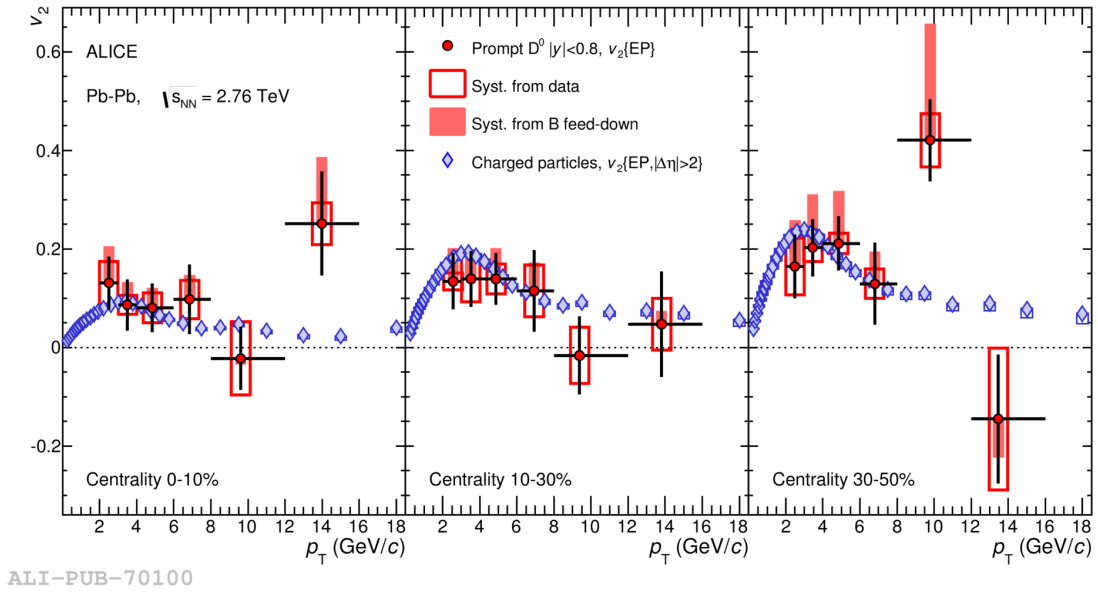 v₂
0.6
0.4
0.2
0
-0.2
ALICE
Pb-Pb, √s_NN = 2.76 TeV
Centrality 0-10%
2 4 6 8 10 12 14 16 18
p_T (GeV/c)
Prompt D⁰ |y|<0.8, v₂{EP}
Syst. from data
Syst. from B feed-down
Charged particles, v₂{EP,|Δη|>2}
Centrality 10-30%
2 4 6 8 10 12 14 16 18
p_T (GeV/c)
Centrality 30-50%
2 4 6 8 10 12 14 16 18
p_T (GeV/c)
ALI-PUB-70100